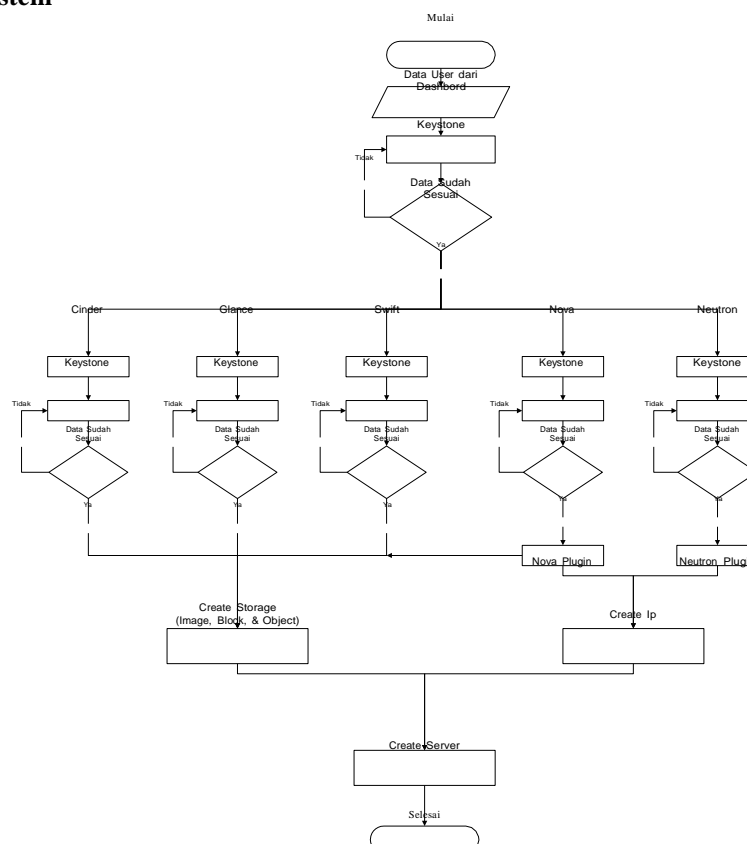 Mulai
Data User dari
Dashbord
Keystone
Tidak
Data Sudah
Sesuai
Ya
Cinder
Glance
Swift
Nova
Neutron
Keystone
Keystone
Keystone
Keystone
Keystone
Tidak
Tidak
Tidak
Tidak
Tidak
Data Sudah
Sesuai
Data Sudah
Sesuai
Data Sudah
Sesuai
Data Sudah
Sesuai
Data Sudah
Sesuai
Ya
Ya
Ya
Ya
Ya
Nova Plugin
Neutron
Create Storage
(Image, Block, & Object)
Create Ip
Create Server
Selesai